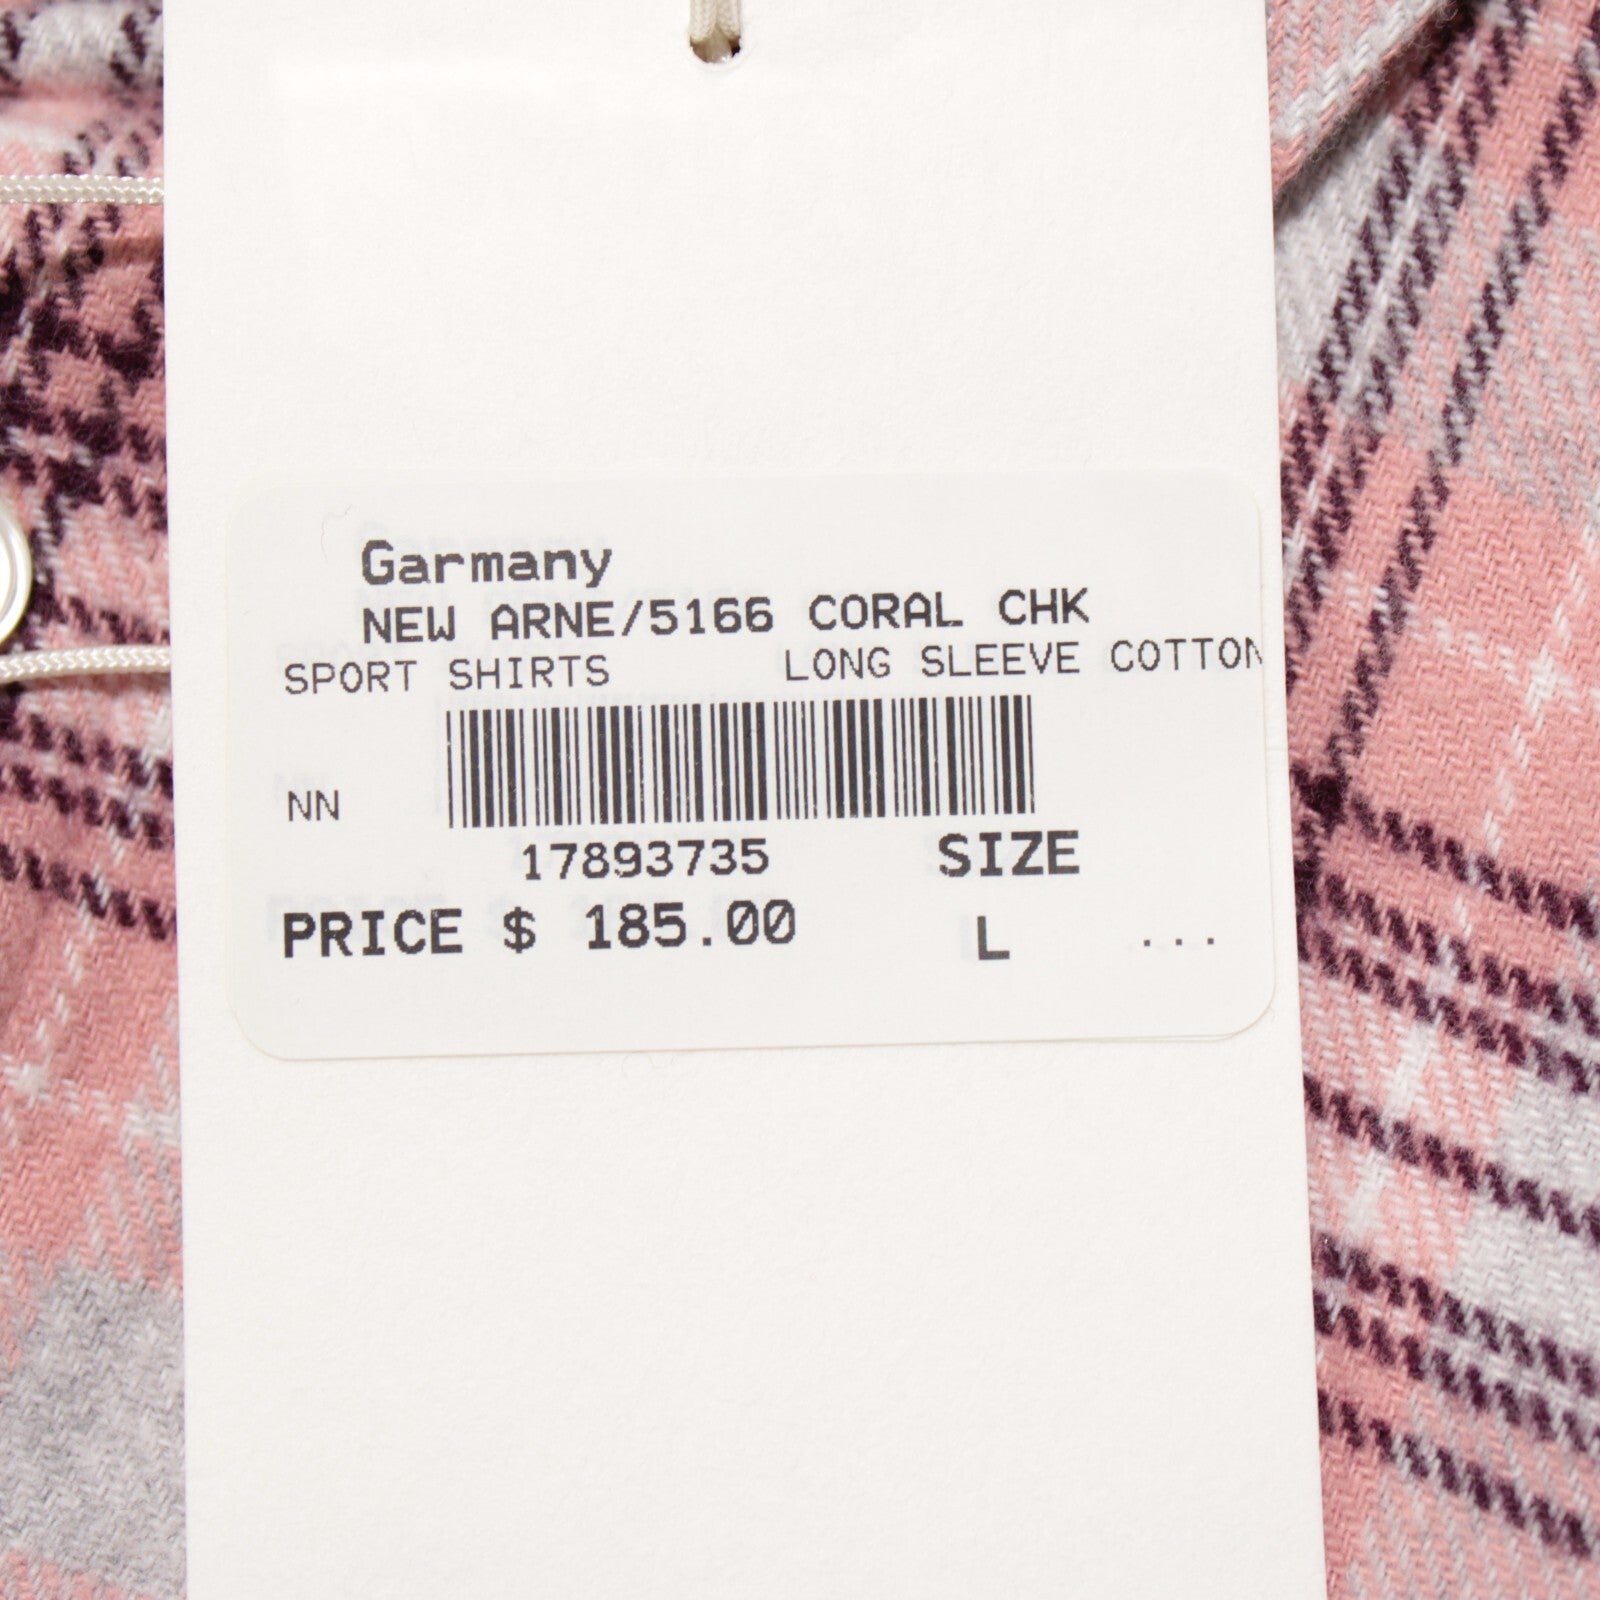 Garmany
NEW ARNE/5166 CORAL CHK
SPORT SHIRTS LONG SLEEVE COTTON
NN
17893735 SIZE
PRICE $ 185.00 L ...